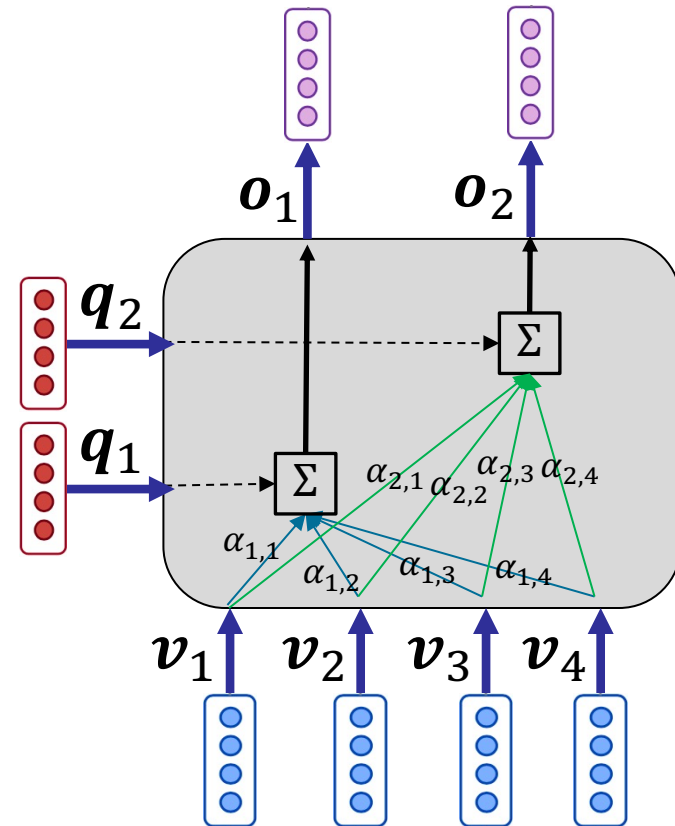 o₁ o₂
q₂
Σ
q₁
Σ
α₂,₁ α₂,₂ α₂,₃ α₂,₄
α₁,₁ α₁,₂ α₁,₃ α₁,₄
v₁ v₂ v₃ v₄